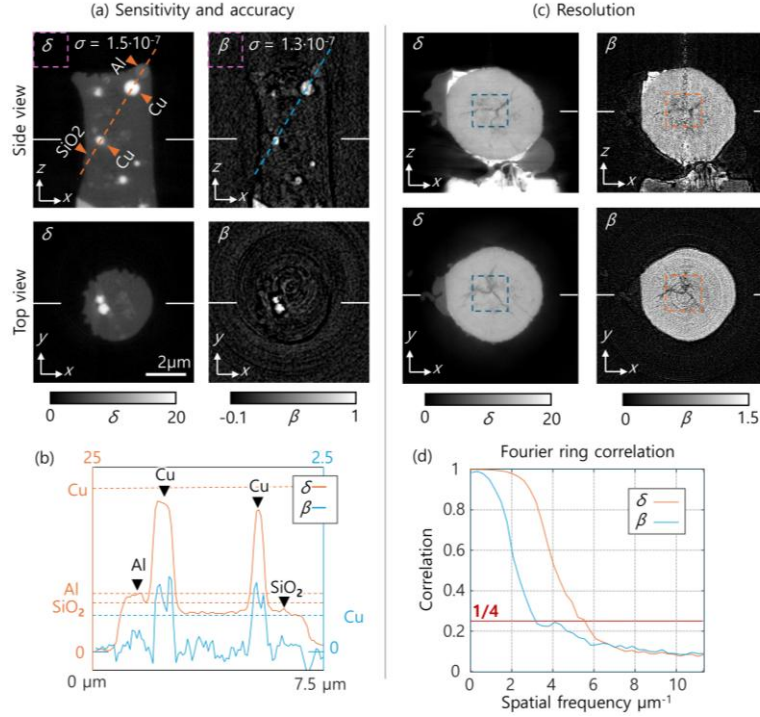 (a) Sensitivity and accuracy
δ
σ = 1.5·10⁻⁷
Al
Cu
SiO2
Cu
Side view
z
x
β
σ = 1.3·10⁻⁷
δ
Top view
y
x
2μm
β
0 δ 20
-0.1 β 1
(c) Resolution
δ
z
x
β
z
x
δ
y
x
β
y
x
0 δ 20
0 β 1.5
(b)
25
2.5
Cu
Cu
Cu
δ
β
Al
Al
SiO₂
SiO₂
Cu
0
0
0 μm
7.5 μm
(d) Fourier ring correlation
1
0.8
0.6
0.4
0.2
0
Correlation
1/4
δ
β
0 2 4 6 8 10
Spatial frequency μm⁻¹